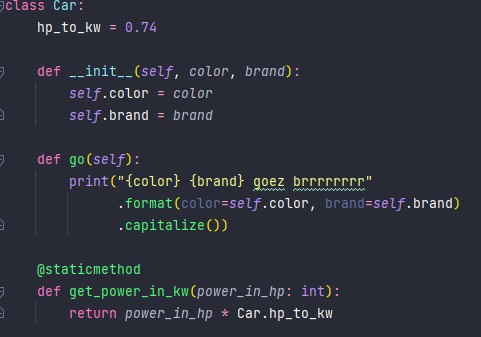 class Car:
    hp_to_kw = 0.74

    def __init__(self, color, brand):
        self.color = color
        self.brand = brand

    def go(self):
        print("{color} {brand} goez brrrrrrrr"
              .format(color=self.color, brand=self.brand)
              .capitalize())

    @staticmethod
    def get_power_in_kw(power_in_hp: int):
        return power_in_hp * Car.hp_to_kw